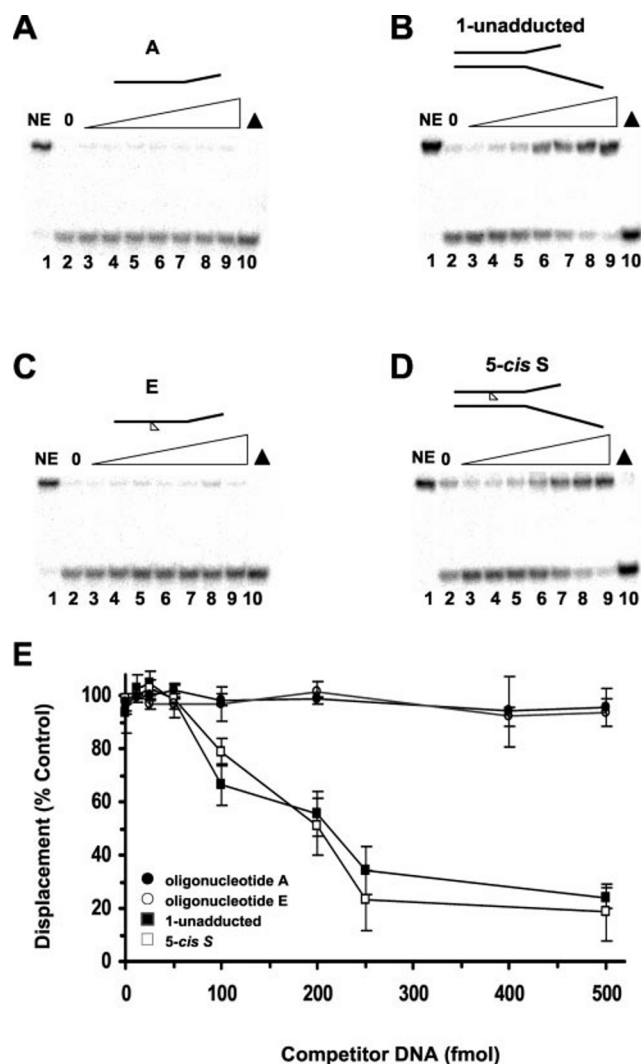 A
A
NE 0
1 2 3 4 5 6 7 8 9 10
B
1-unadducted
NE 0
1 2 3 4 5 6 7 8 9 10
C
E
NE 0
1 2 3 4 5 6 7 8 9 10
D
5-cis S
NE 0
1 2 3 4 5 6 7 8 9 10
E
Displacement (% Control)
100
80
60
40
20
0
oligonucleotide A
oligonucleotide E
1-unadducted
5-cis S
0 100 200 300 400 500
Competitor DNA (fmol)